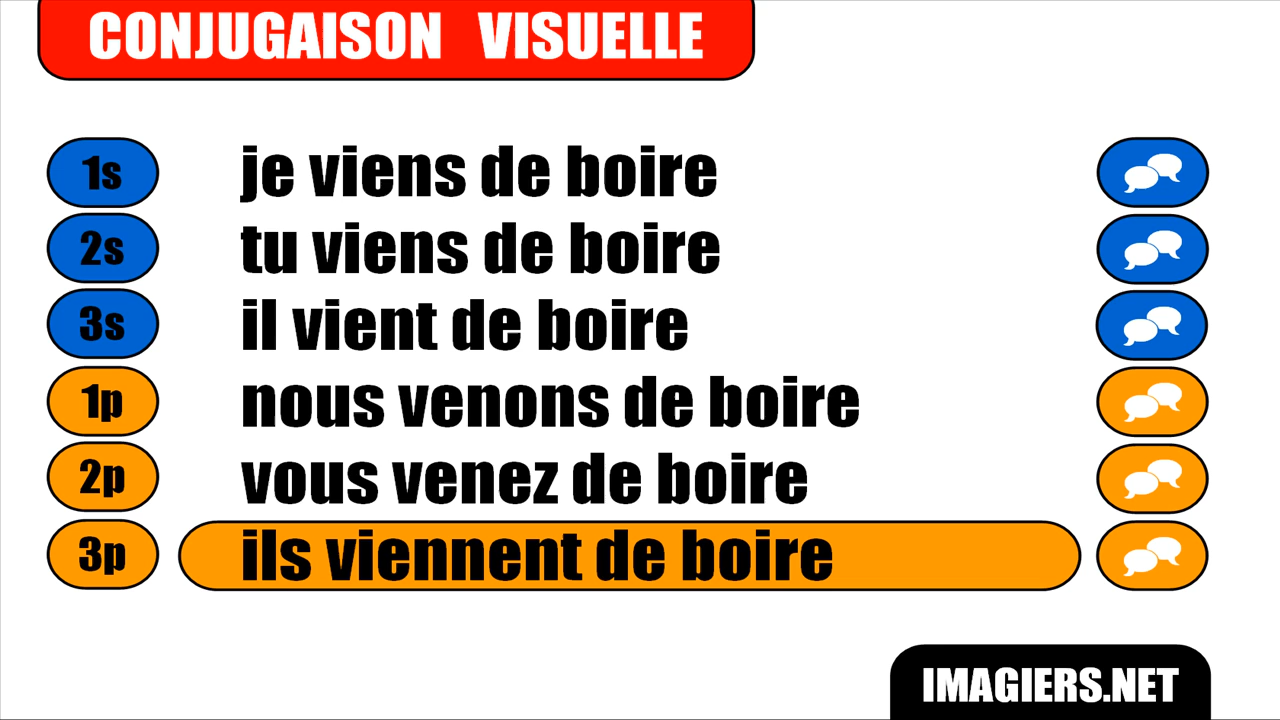 CONJUGAISON VISUELLE
1s je viens de boire
2s tu viens de boire
3s il vient de boire
1p nous venons de boire
2p vous venez de boire
3p ils viennent de boire
IMAGIERS.NET